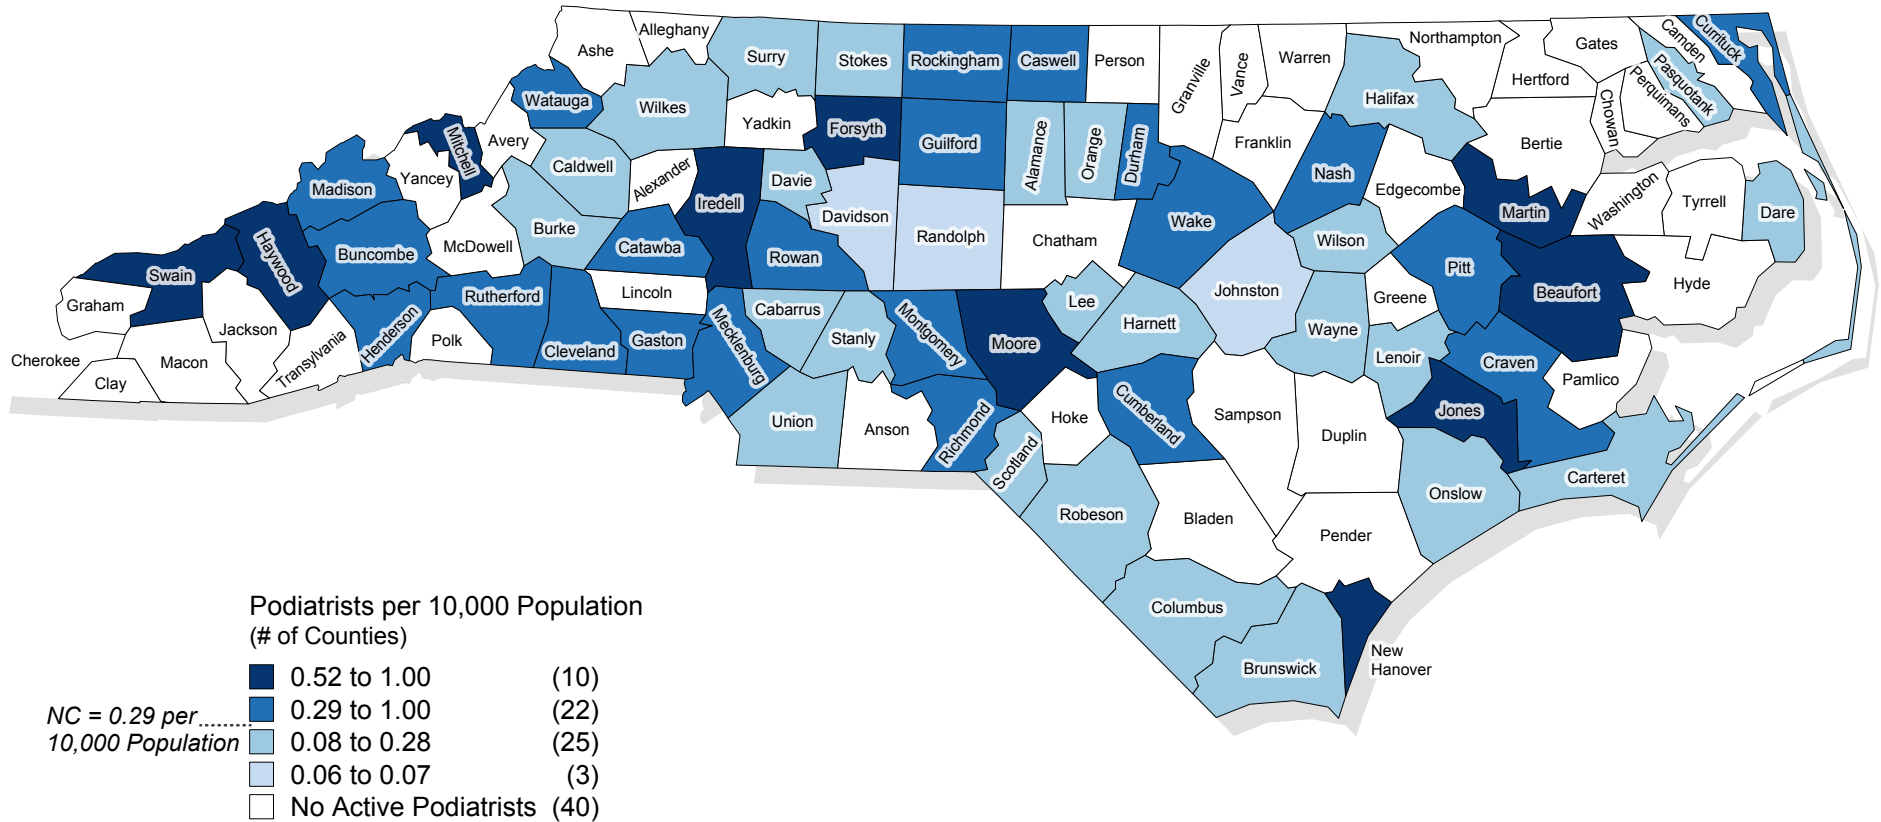 Alleghany
Ashe
Surry
Stokes
Rockingham
Caswell
Person
Granville
Vance
Warren
Northampton
Gates
Camden
Currituck
Hertford
Pasquotank
Perquimans
Chowan
Halifax
Bertie
Watauga
Wilkes
Yadkin
Forsyth
Guilford
Alamance
Orange
Durham
Franklin
Nash
Edgecombe
Martin
Washington
Tyrrell
Dare
Mitchell
Avery
Caldwell
Alexander
Davie
Iredell
Madison
Yancey
Davidson
Randolph
Chatham
Wake
Wilson
Burke
McDowell
Catawba
Rowan
Buncombe
Haywood
Swain
Pitt
Beaufort
Hyde
Johnston
Greene
Lee
Harnett
Wayne
Lenoir
Craven
Pamlico
Graham
Rutherford
Lincoln
Cabarrus
Stanly
Montgomery
Moore
Mecklenburg
Gaston
Cleveland
Polk
Henderson
Transylvania
Jackson
Macon
Cherokee
Clay
Union
Anson
Richmond
Scotland
Hoke
Cumberland
Sampson
Duplin
Jones
Onslow
Carteret
Robeson
Bladen
Pender
Columbus
Brunswick
New
Hanover
Podiatrists per 10,000 Population
(# of Counties)
0.52 to 1.00 (10)
0.29 to 1.00 (22)
0.08 to 0.28 (25)
0.06 to 0.07 (3)
No Active Podiatrists (40)
NC = 0.29 per
10,000 Population